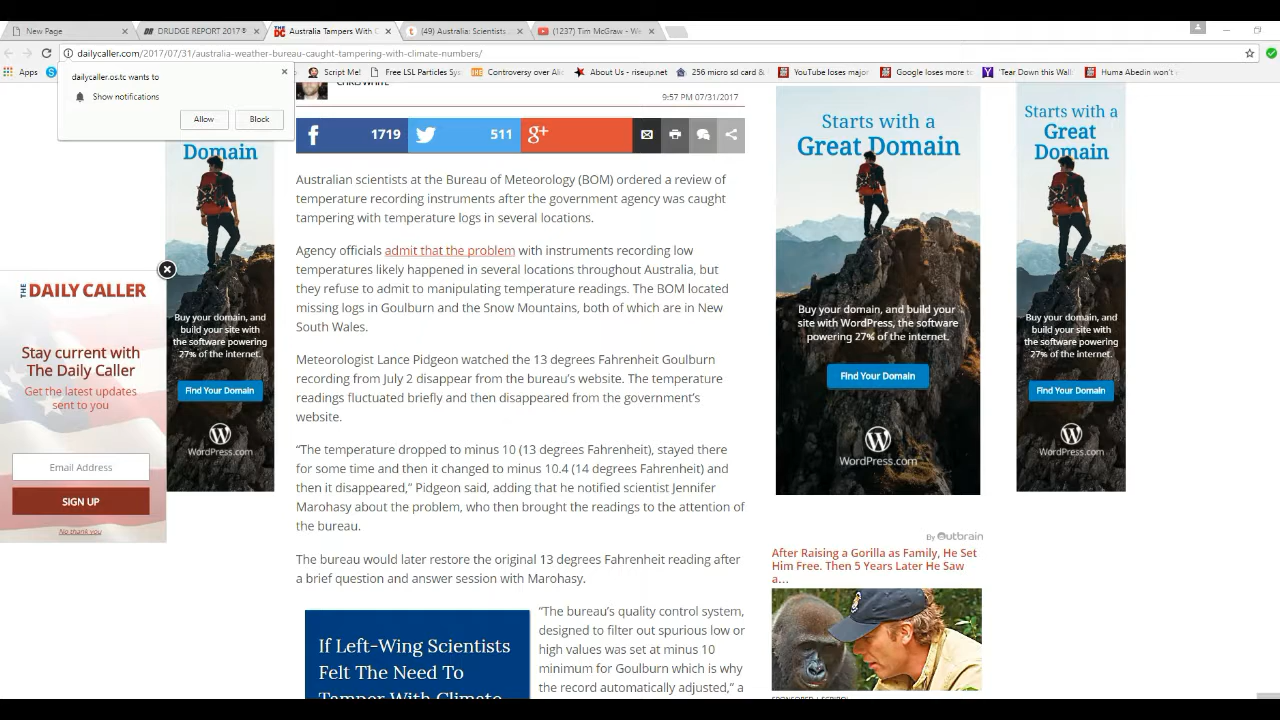 New Page
DRUDGE REPORT 2017®
Australia Tampers With C
(49) Australia: Scientists
(1237) Tim McGraw - We
dailycaller.com/2017/07/31/australia-weather-bureau-caught-tampering-with-climate-numbers/
Apps
Script Me!
Free LSL Particles Sy
Controversy over Alic
About Us - riseup.net
256 micro sd card &
YouTube loses major
Google loses more to
'Tear Down this Wall
Huma Abedin won't
dailycaller.os.tc wants to
Show notifications
Allow
Block
CHRIS WHITE
9:57 PM 07/31/2017
1719
511
g+
Australian scientists at the Bureau of Meteorology (BOM) ordered a review of
temperature recording instruments after the government agency was caught
tampering with temperature logs in several locations.
Agency officials admit that the problem with instruments recording low
temperatures likely happened in several locations throughout Australia, but
they refuse to admit to manipulating temperature readings. The BOM located
missing logs in Goulburn and the Snow Mountains, both of which are in New
South Wales.
Meteorologist Lance Pidgeon watched the 13 degrees Fahrenheit Goulburn
recording from July 2 disappear from the bureau's website. The temperature
readings fluctuated briefly and then disappeared from the government's
website.
“The temperature dropped to minus 10 (13 degrees Fahrenheit), stayed there
for some time and then it changed to minus 10.4 (14 degrees Fahrenheit) and
then it disappeared,” Pidgeon said, adding that he notified scientist Jennifer
Marohasy about the problem, who then brought the readings to the attention of
the bureau.
The bureau would later restore the original 13 degrees Fahrenheit reading after
a brief question and answer session with Marohasy.
If Left-Wing Scientists
Felt The Need To
Tamper With Climate
“The bureau's quality control system,
designed to filter out spurious low or
high values was set at minus 10
minimum for Goulburn which is why
the record automatically adjusted,” a
Domain
Buy your domain, and
build your site with
WordPress.com, the
software powering
27% of the internet.
Find Your Domain
WordPress.com
THE DAILY CALLER
Stay current with
The Daily Caller
Get the latest updates
sent to you
Email Address
SIGN UP
No thank you
Starts with a
Great Domain
Buy your domain, and build your
site with WordPress, the software
powering 27% of the internet.
Find Your Domain
WordPress.com
Starts with a
Great
Domain
Buy your domain, and
build your site with
the software powering
27% of the internet.
Find Your Domain
WordPress.com
By Outbrain
After Raising a Gorilla as Family, He Set
Him Free. Then 5 Years Later He Saw
a…